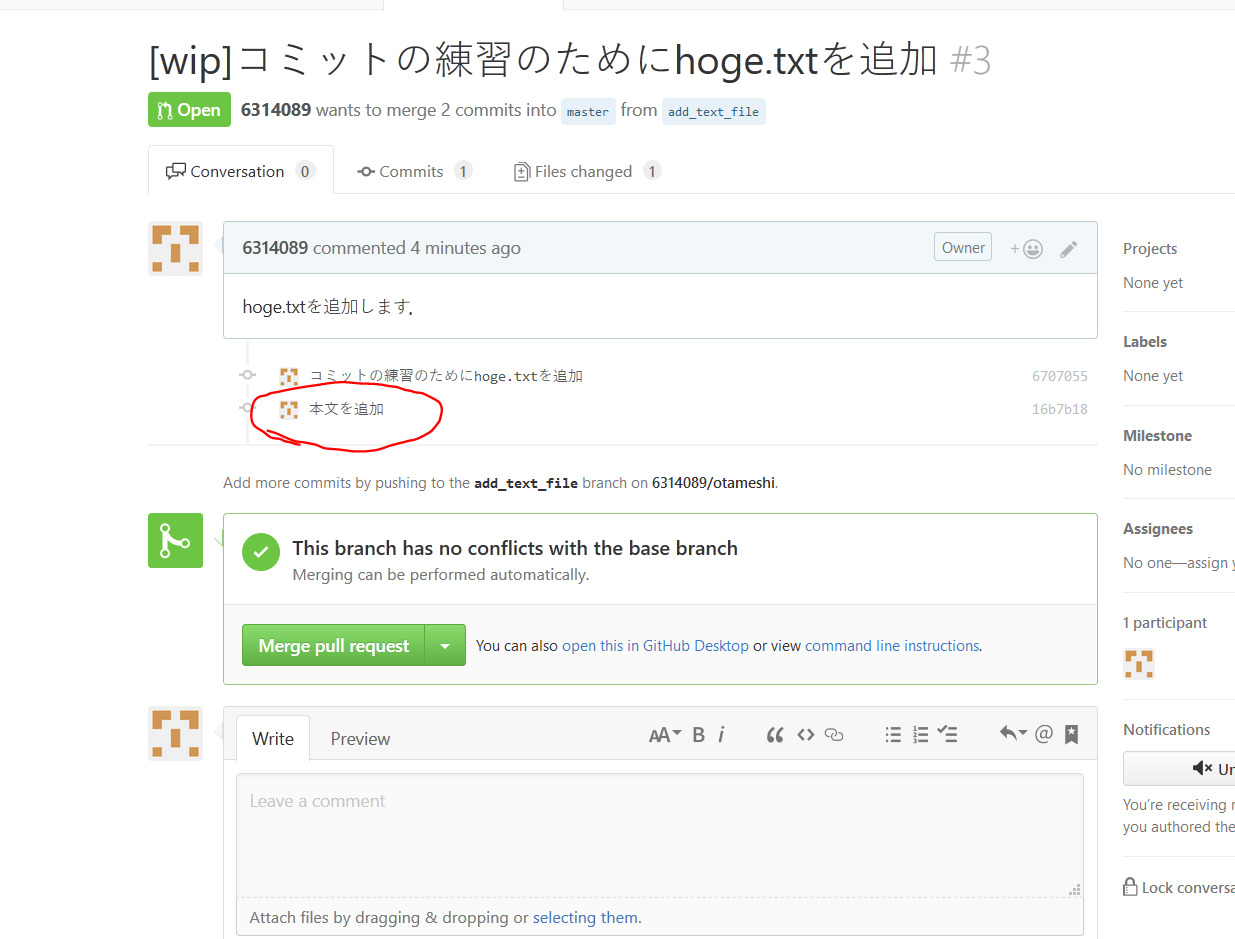 [wip]コミットの練習のためにhoge.txtを追加 #3
Open 6314089 wants to merge 2 commits into master from add_text_file
Conversation 0 Commits 1 Files changed 1
6314089 commented 4 minutes ago Owner +
hoge.txtを追加します．
コミットの練習のためにhoge.txtを追加 6707055
本文を追加 16b7b18
Add more commits by pushing to the add_text_file branch on 6314089/otameshi.
This branch has no conflicts with the base branch
Merging can be performed automatically.
Merge pull request You can also open this in GitHub Desktop or view command line instructions.
Write Preview AA B i
Leave a comment
Attach files by dragging & dropping or selecting them.
Projects
None yet
Labels
None yet
Milestone
No milestone
Assignees
No one—assign y
1 participant
Notifications
Un
You’re receiving n
you authored the
Lock conversa